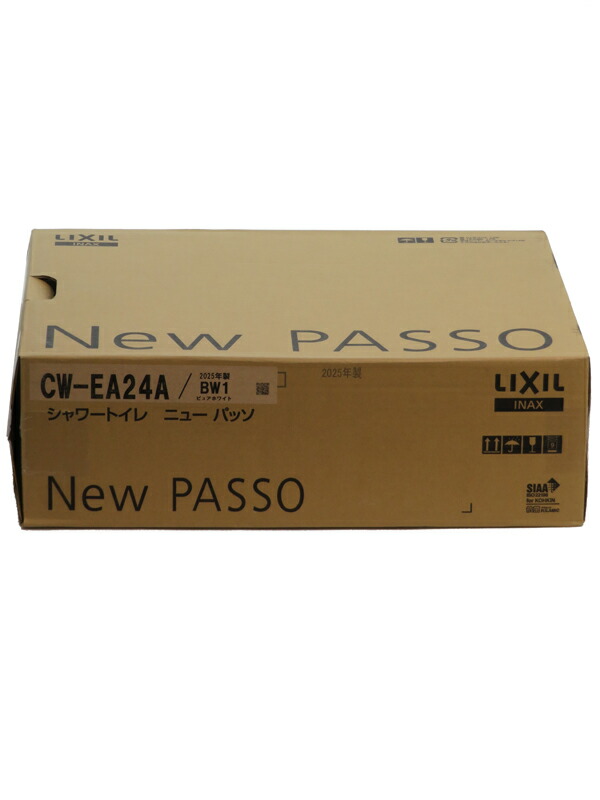 LIXIL
INAX
New PASSO
CW-EA24A / 2025年製
BW1
ピュアホワイト
2025年製
シャワートイレ ニュー パッソ
LIXIL
INAX
New PASSO
SIAA
for KOHKIN